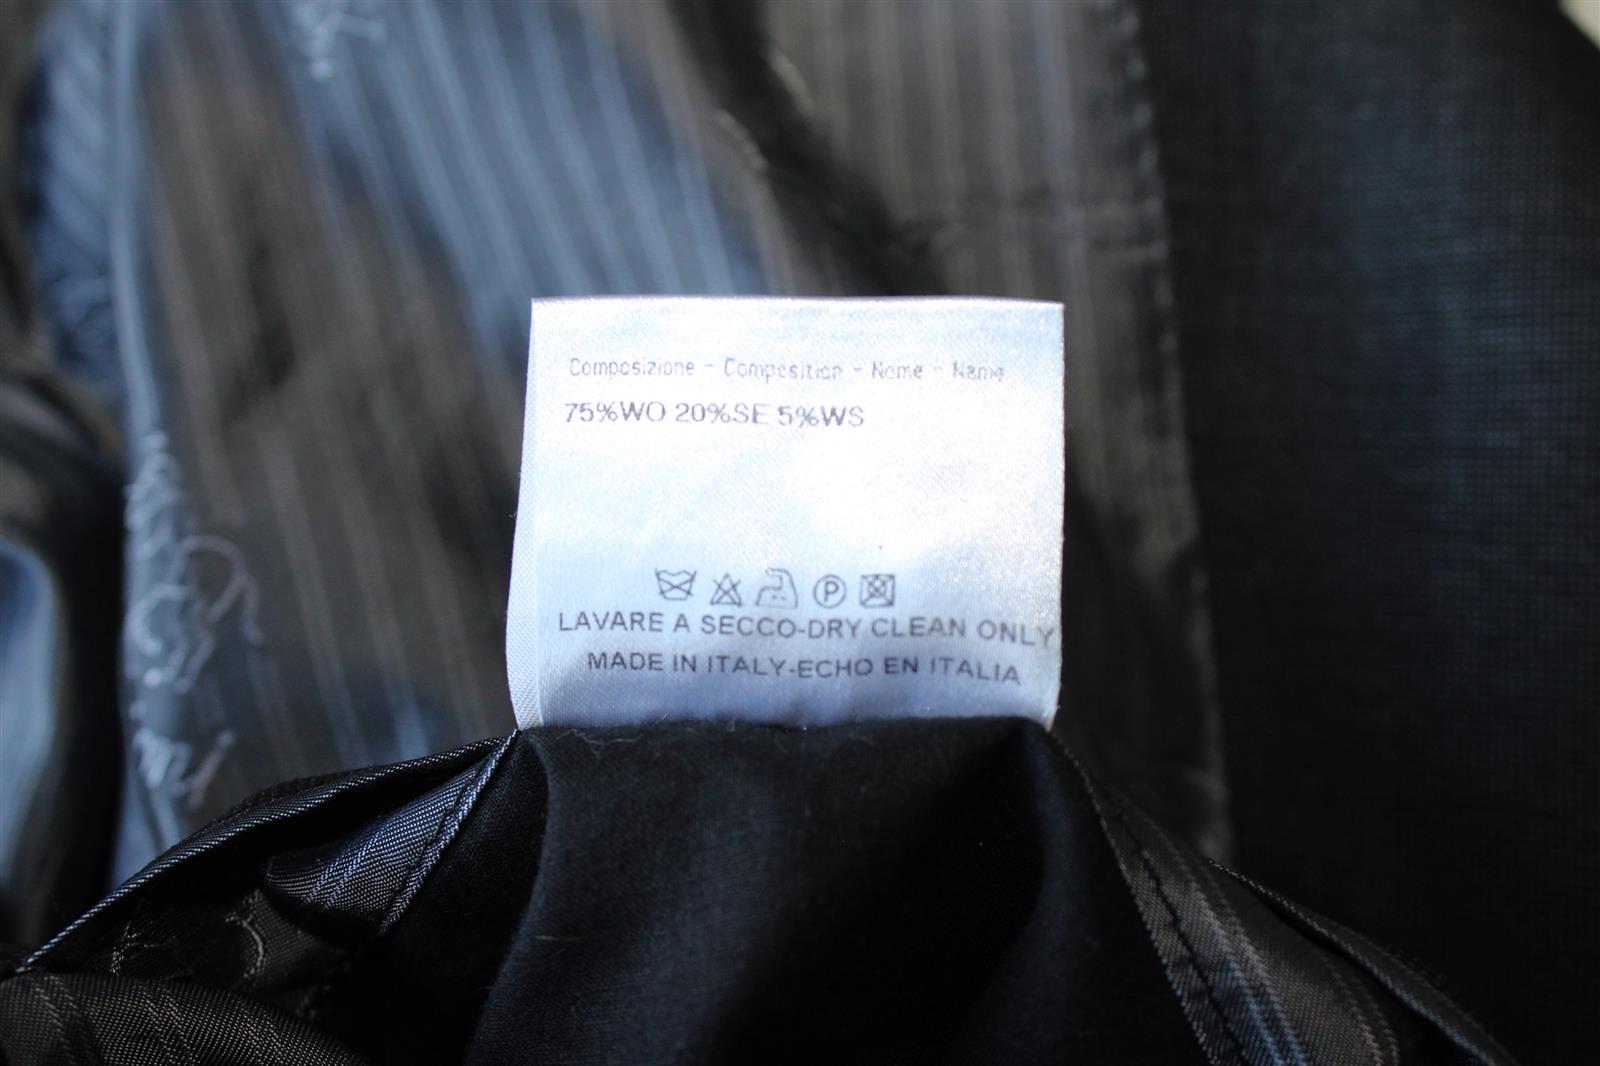 Composizione - Composition - Nome - Name
75%WO 20%SE 5%WS
P
LAVARE A SECCO-DRY CLEAN ONLY
MADE IN ITALY-ECHO EN ITALIA